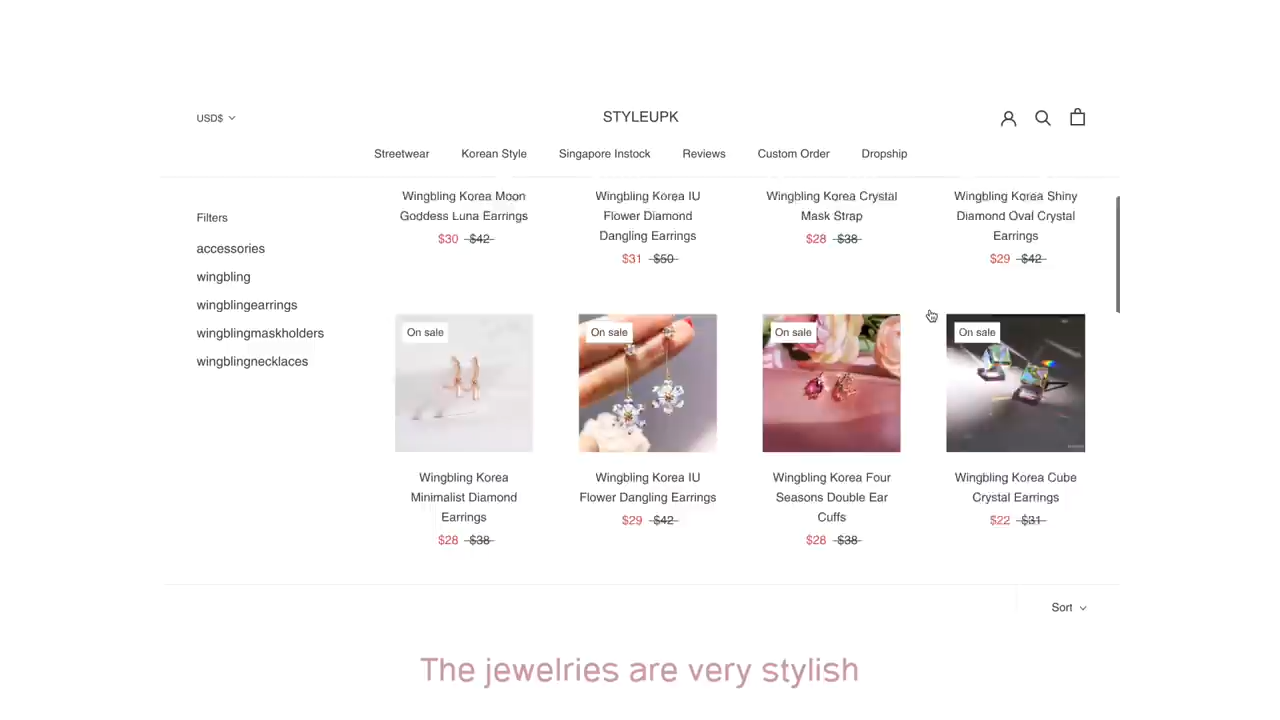 USD$
STYLEUPK
Streetwear Korean Style Singapore Instock Reviews Custom Order Dropship
Filters
accessories
wingbling
wingblingearrings
wingblingmaskholders
wingblingnecklaces
Wingbling Korea Moon
Goddess Luna Earrings
$30 $42
Wingbling Korea IU
Flower Diamond
Dangling Earrings
$31 $50
Wingbling Korea Crystal
Mask Strap
$28 $38
Wingbling Korea Shiny
Diamond Oval Crystal
Earrings
$29 $42
On sale
Wingbling Korea
Minimalist Diamond
Earrings
$28 $38
On sale
Wingbling Korea IU
Flower Dangling Earrings
$29 $42
On sale
Wingbling Korea Four
Seasons Double Ear
Cuffs
$28 $38
On sale
Wingbling Korea Cube
Crystal Earrings
$22 $31
Sort
The jewelries are very stylish